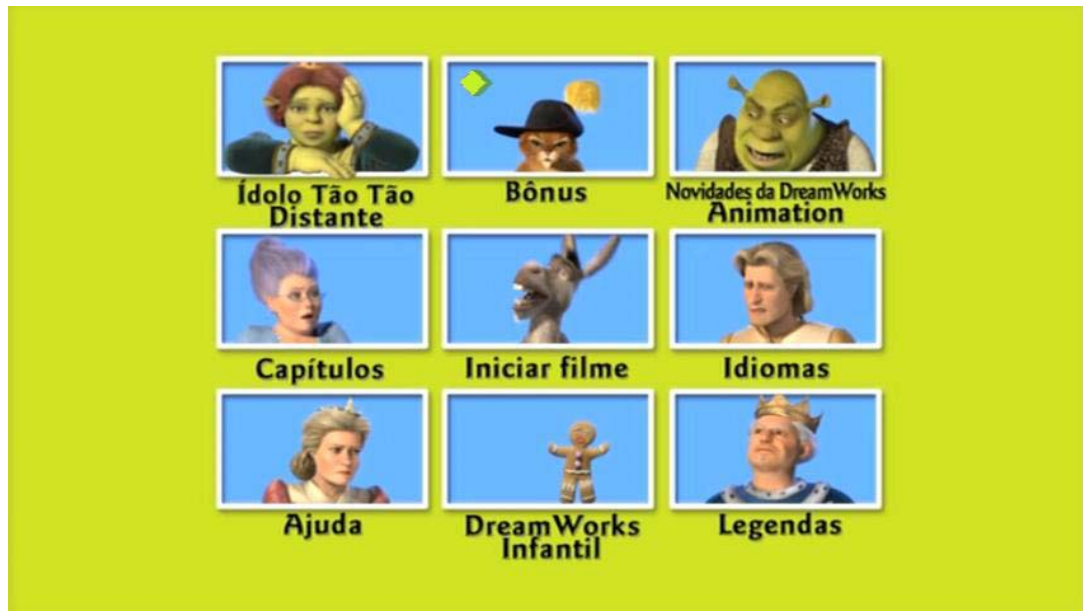 Ídolo Tão Tão
Distante
Bônus
Novidades da DreamWorks
Animation
Capítulos
Iniciar filme
Idiomas
Ajuda
DreamWorks
Infantil
Legendas